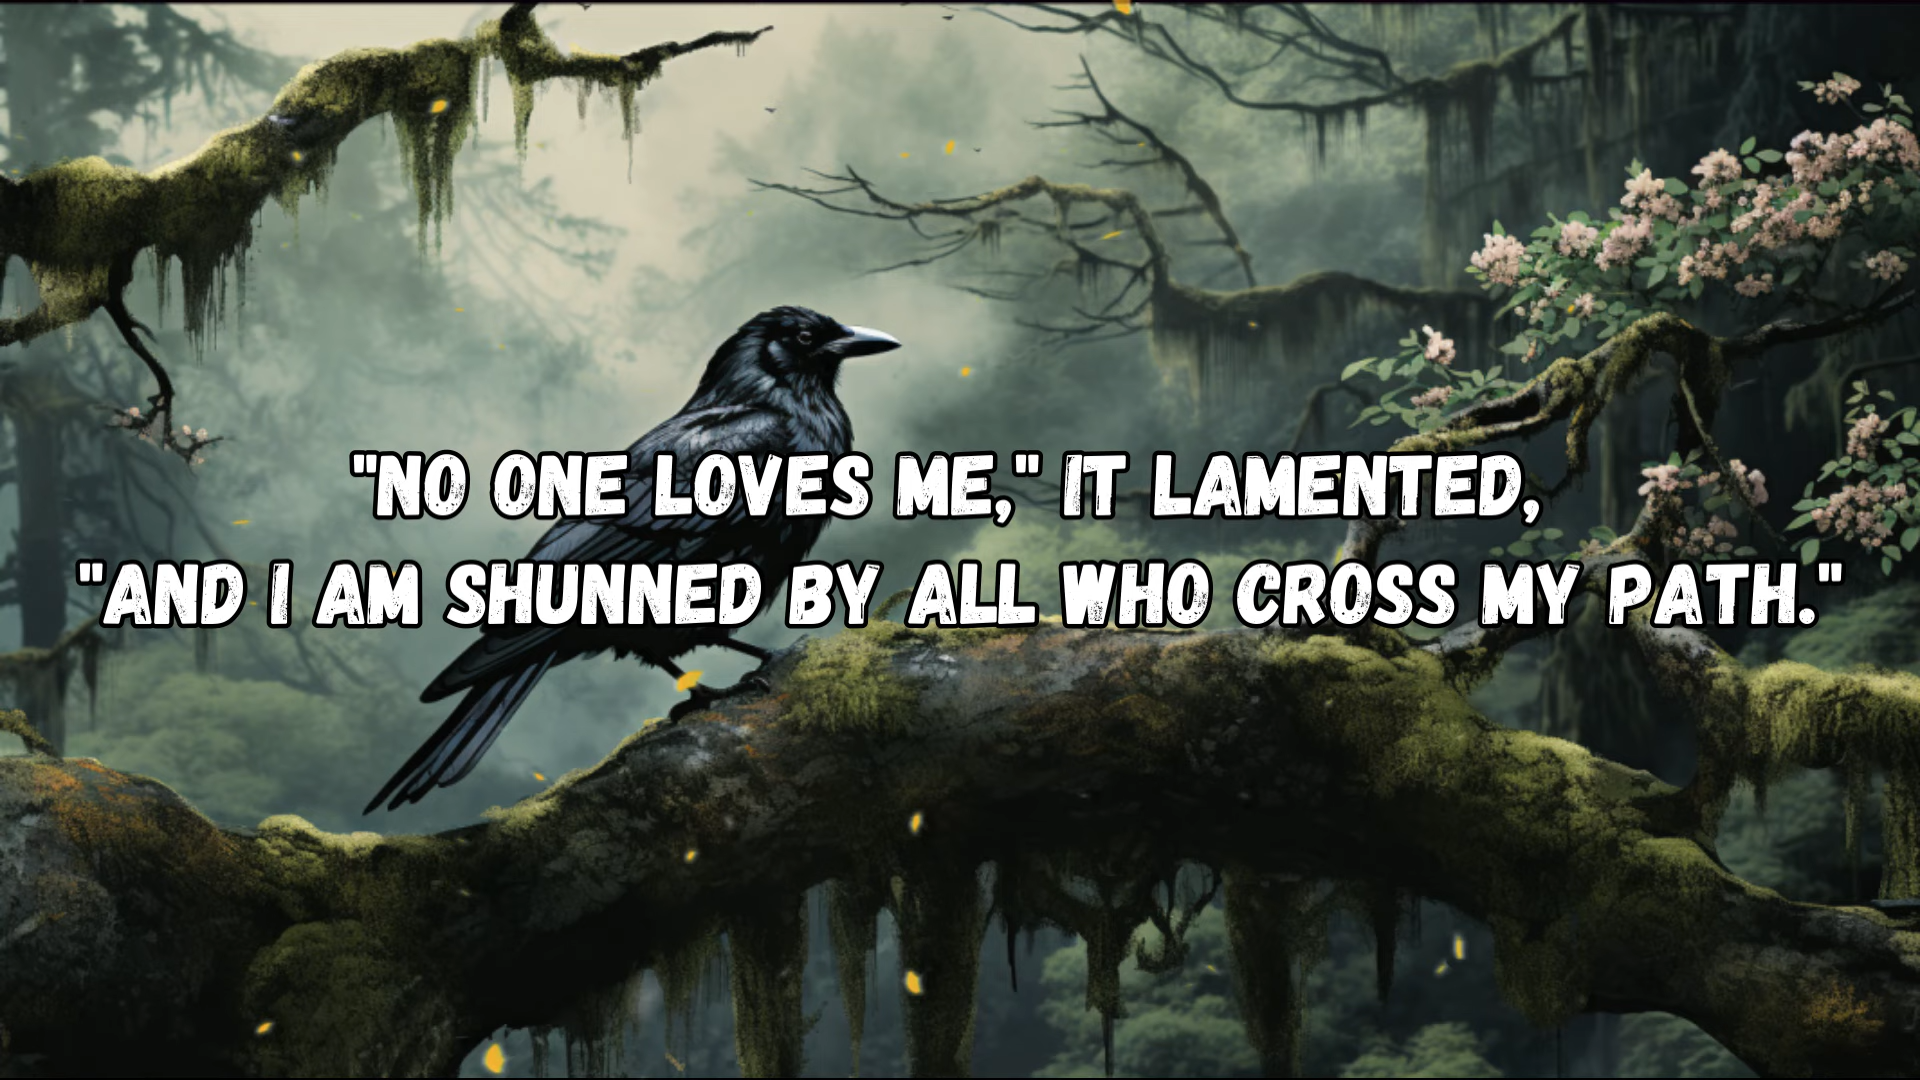 "NO ONE LOVES ME," IT LAMENTED,
"AND I AM SHUNNED BY ALL WHO CROSS MY PATH."